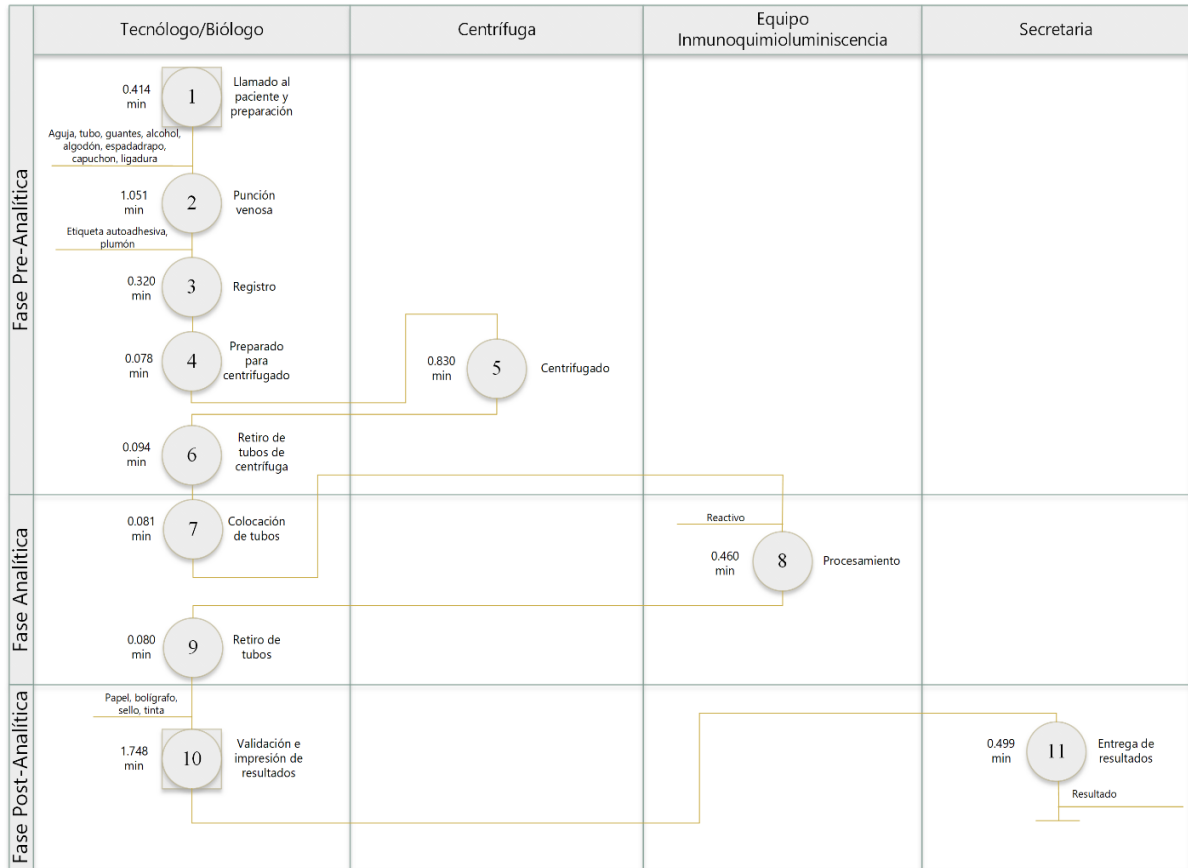 Tecnólogo/Biólogo
Centrífuga
Equipo
Inmunoquimioluminiscencia
Secretaria
Fase Pre-Analítica
0.414
min
1
Llamado al
paciente y
preparación
Aguja, tubo, guantes, alcohol,
algodón, espadadrapo,
capuchon, ligadura
1.051
min
2
Punción
venosa
Etiqueta autoadhesiva,
plumón
0.320
min
3
Registro
0.078
min
4
Preparado
para
centrifugado
0.830
min
5
Centrifugado
0.094
min
6
Retiro de
tubos de
centrífuga
Fase Analítica
0.081
min
7
Colocación
de tubos
Reactivo
0.460
min
8
Procesamiento
0.080
min
9
Retiro de
tubos
Fase Post-Analítica
Papel, bolígrafo,
sello, tinta
1.748
min
10
Validación e
impresión de
resultados
0.499
min
11
Entrega de
resultados
Resultado